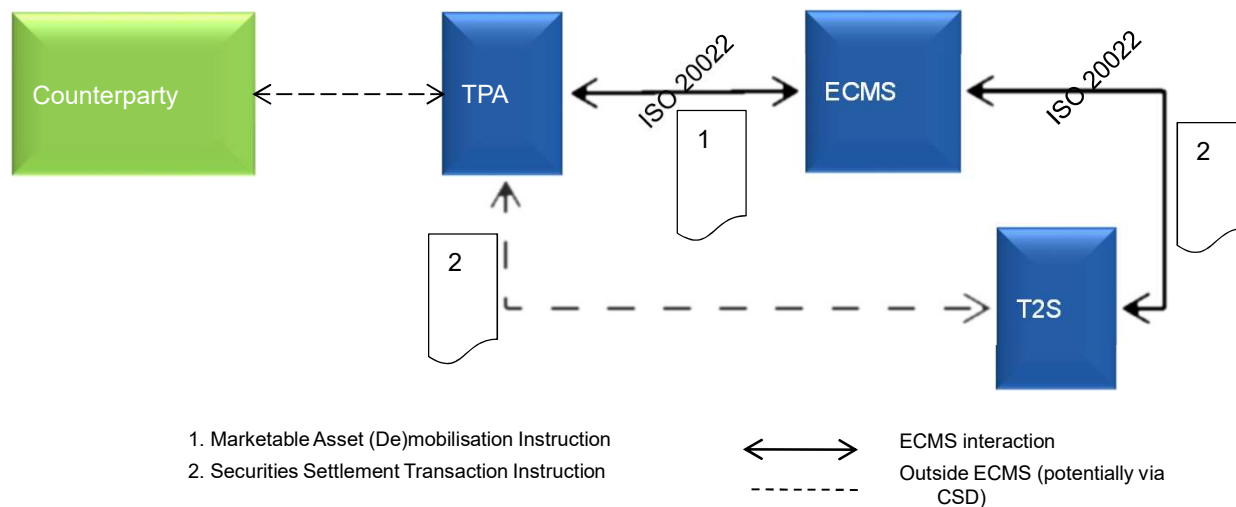 Counterparty
TPA
ISO 20022
ECMS
ISO 20022
1
2
2
T2S
1. Marketable Asset (De)mobilisation Instruction
2. Securities Settlement Transaction Instruction
ECMS interaction
Outside ECMS (potentially via
CSD)